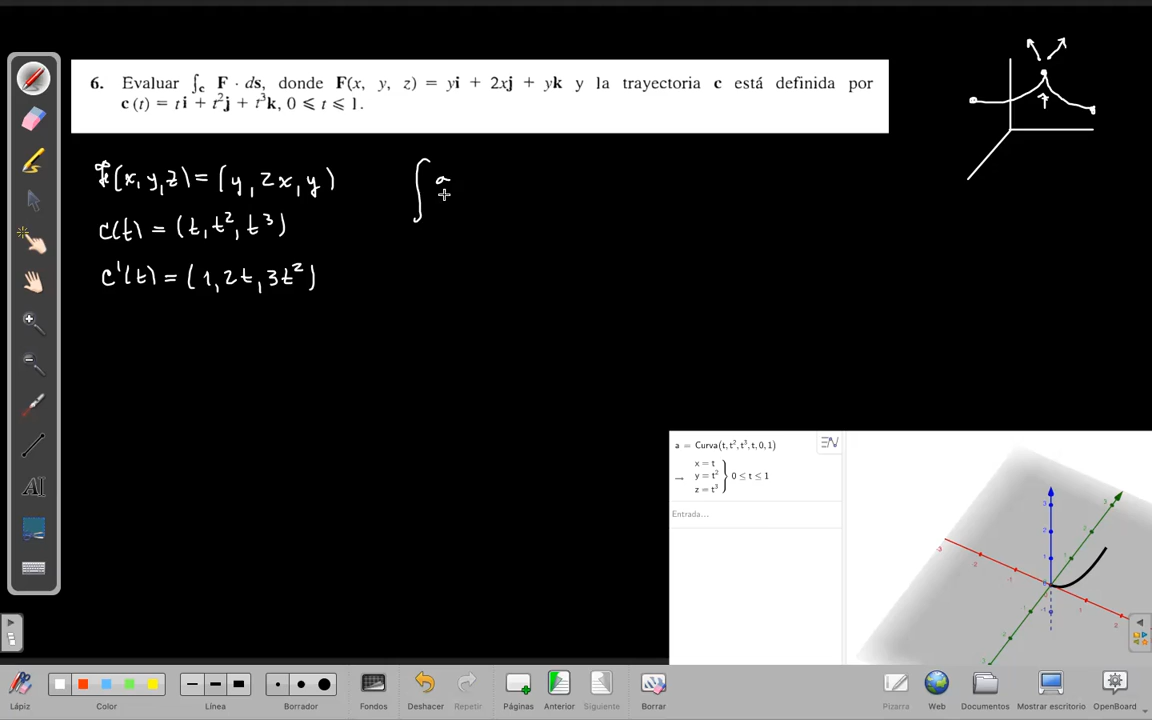 6. Evaluar ∫c F · ds, donde F(x, y, z) = yi + 2xj + yk y la trayectoria c está definida por
c (t) = ti + t²j + t³k, 0 ⩽ t ⩽ 1.
F(x,y,z) = (y, 2x, y)
c(t) = (t, t², t³)
c'(t) = (1, 2t, 3t²)
∫ a
a = Curva(t, t², t³, t, 0, 1)
x = t
→ y = t² } 0 ≤ t ≤ 1
z = t³
Entrada...
Lápiz
Color
Línea
Borrador
Fondos
Deshacer
Repetir
Páginas
Anterior
Siguiente
Borrar
Pizarra
Web
Documentos
Mostrar escritorio
OpenBoard